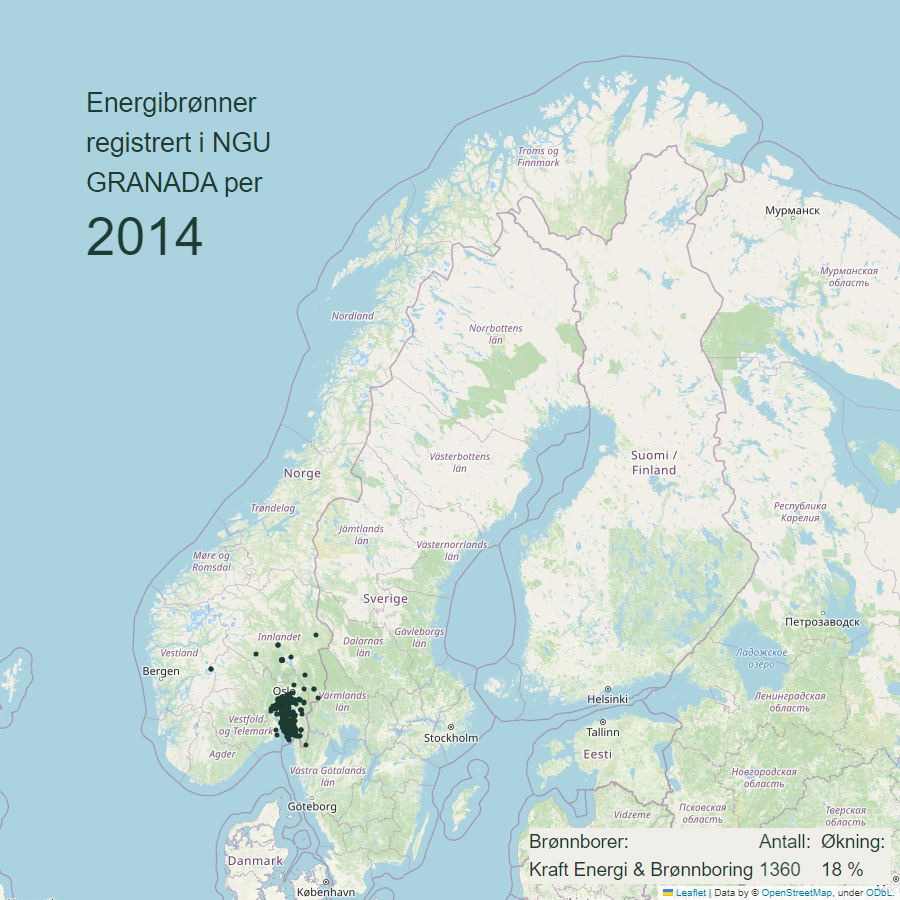 Energibrønner
registrert i NGU
GRANADA per
2014
Troms og
Finnmark
Мурманск
Мурманская
область
Nordland
Norrbottens
län
Västerbottens
län
Suomi /
Finland
Norge
Trøndelag
Республика
Карелия
Jämtlands
län
Västernorrlands
län
Møre og
Romsdal
Sverige
Петрозаводск
Innlandet
Gävleborgs
län
Dalarnas
län
Vestland
Ладожское
озеро
Bergen
Oslo
Värmlands
län
Helsinki
Ленинградская
область
Vestfold
og Telemark
Stockholm
Tallinn
Agder
Eesti
Västra Götalands
län
Новгородская
область
Göteborg
Vidzeme
Псковская
область
Тверская
область
Danmark
København
Brønnborer: Antall: Økning:
Kraft Energi & Brønnboring 1360 18 %
Leaflet | Data by © OpenStreetMap, under ODbL.